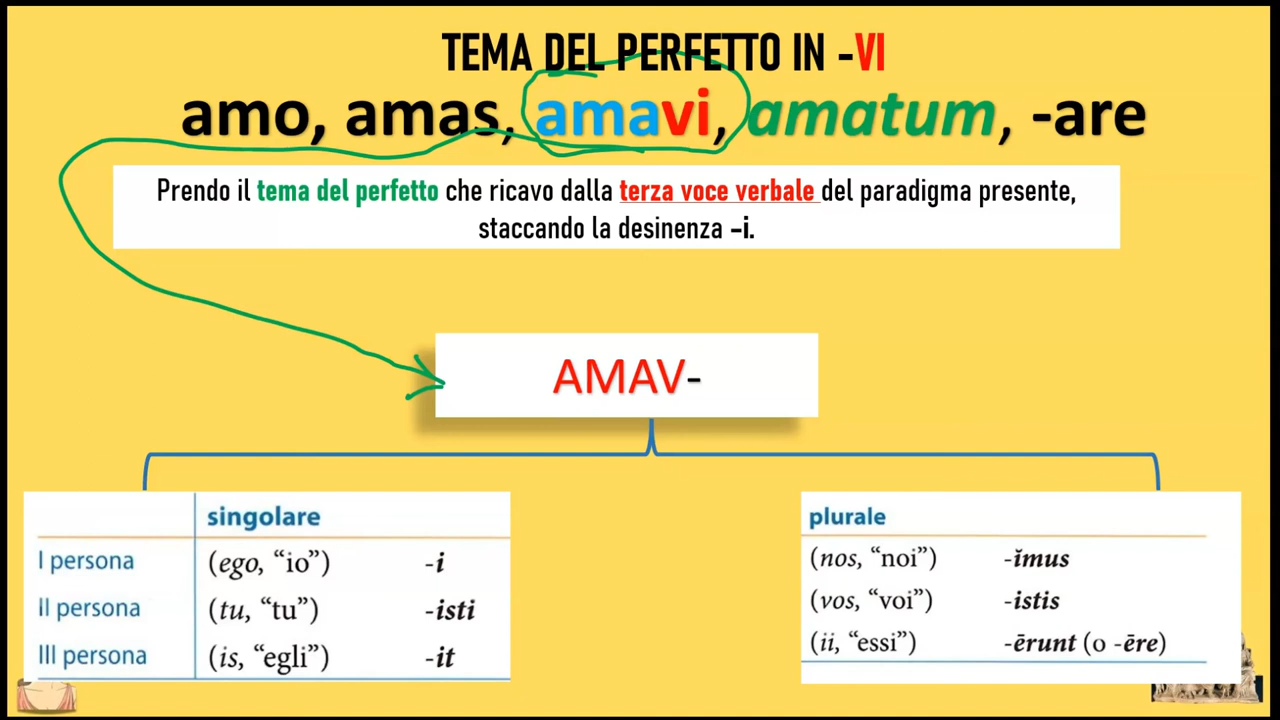 TEMA DEL PERFETTO IN -VI
amo, amas, amavi, amatum, -are
Prendo il tema del perfetto che ricavo dalla terza voce verbale del paradigma presente,
staccando la desinenza -i.
AMAV-
singolare
I persona (ego, “io”) -i
II persona (tu, “tu”) -isti
III persona (is, “egli”) -it
plurale
(nos, “noi”) -ĭmus
(vos, “voi”) -istis
(ii, “essi”) -ērunt (o -ēre)